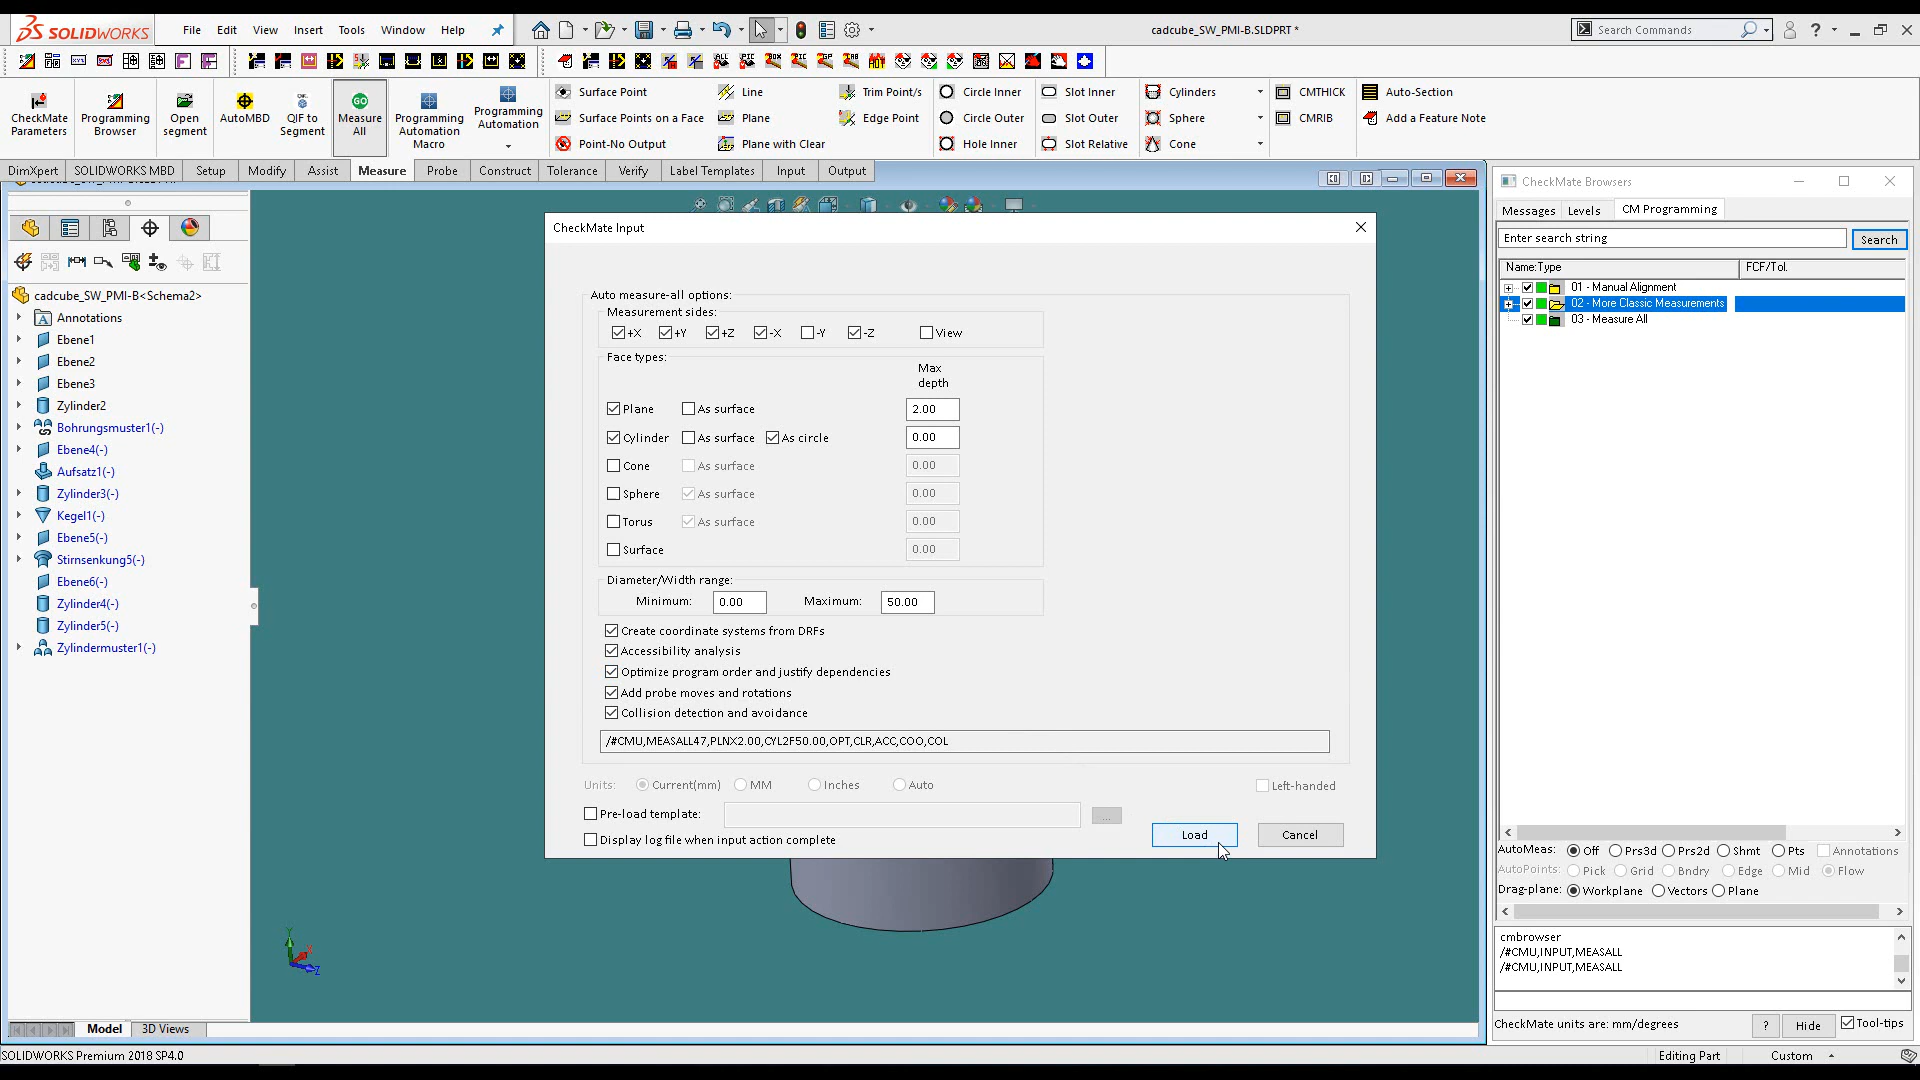 SOLIDWORKS File Edit View Insert Tools Window Help cadcube_SW_PMI-B.SLDPRT * Search Commands ?
CheckMate Parameters
Programming Browser
Open segment
AutoMBD
QIF to Segment
GO Measure All
Programming Automation Macro
Programming Automation
Surface Point
Surface Points on a Face
Point-No Output
Line
Plane
Plane with Clear
Trim Point/s
Edge Point
Circle Inner
Circle Outer
Hole Inner
Slot Inner
Slot Outer
Slot Relative
Cylinders
Sphere
Cone
CMTHICK
CMRIB
Auto-Section
Add a Feature Note
DimXpert SOLIDWORKS MBD Setup Modify Assist Measure Probe Construct Tolerance Verify Label Templates Input Output
cadcube_SW_PMI-B<Schema2>
Annotations
Ebene1
Ebene2
Ebene3
Zylinder2
Bohrungsmuster1(-)
Ebene4(-)
Aufsatz1(-)
Zylinder3(-)
Kegel1(-)
Ebene5(-)
Stirnsenkung5(-)
Ebene6(-)
Zylinder4(-)
Zylinder5(-)
Zylindermuster1(-)
CheckMate Input
Auto measure-all options:
Measurement sides:
+X +Y +Z -X -Y -Z View
Face types:
Max
depth
Plane As surface 2.00
Cylinder As surface As circle 0.00
Cone As surface 0.00
Sphere As surface 0.00
Torus As surface 0.00
Surface 0.00
Diameter/Width range:
Minimum: 0.00 Maximum: 50.00
Create coordinate systems from DRFs
Accessibility analysis
Optimize program order and justify dependencies
Add probe moves and rotations
Collision detection and avoidance
/#CMU,MEASALL47,PLNX2.00,CYL2F50.00,OPT,CLR,ACC,COO,COL
Units: Current(mm) MM Inches Auto Left-handed
Pre-load template: ...
Display log file when input action complete
Load Cancel
Y X Z
CheckMate Browsers
Messages Levels CM Programming
Enter search string Search
Name:Type FCF/Tol.
01 - Manual Alignment
02 - More Classic Measurements
03 - Measure All
AutoMeas: Off Prs3d Prs2d Shmt Pts Annotations
AutoPoints: Pick Grid Bndry Edge Mid Flow
Drag-plane: Workplane Vectors Plane
cmbrowser
/#CMU,INPUT,MEASALL
/#CMU,INPUT,MEASALL
CheckMate units are: mm/degrees ? Hide Tool-tips
Model 3D Views
SOLIDWORKS Premium 2018 SP4.0 Editing Part Custom